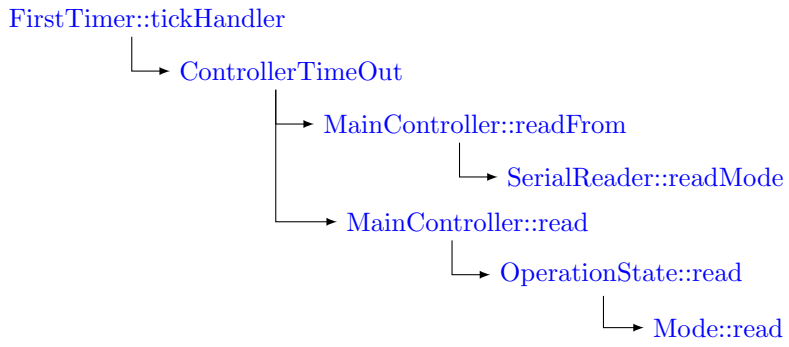 FirstTimer::tickHandler
ControllerTimeOut
MainController::readFrom
SerialReader::readMode
MainController::read
OperationState::read
Mode::read